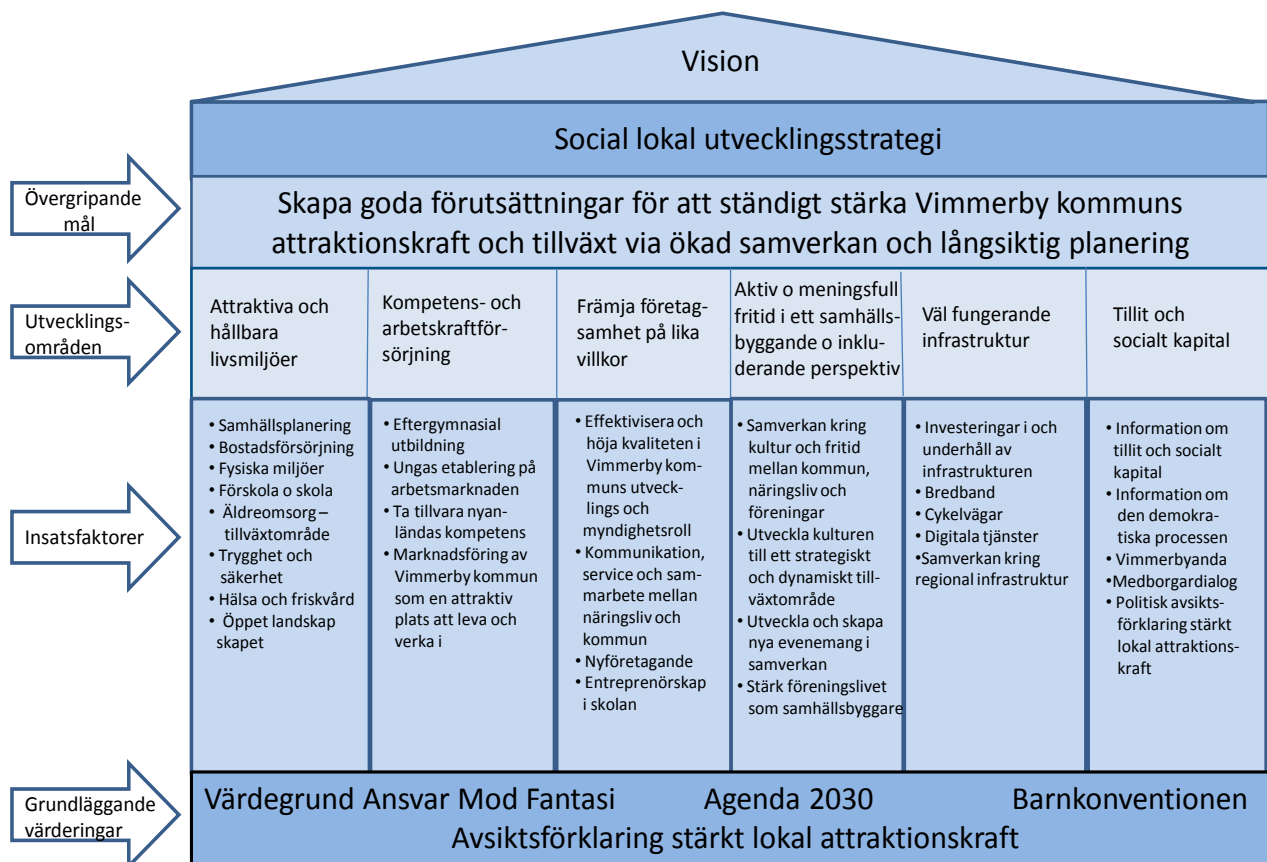 Vision
Social lokal utvecklingsstrategi
Övergripande
mål
Skapa goda förutsättningar för att ständigt stärka Vimmerby kommuns
attraktionskraft och tillväxt via ökad samverkan och långsiktig planering
Utvecklings-
områden
Attraktiva och
hållbara
livsmiljöer
Kompetens- och
arbetskraftför-
sörjning
Främja företag-
samhet på lika
villkor
Aktiv o meningsfull
fritid i ett samhälls-
byggande o inklu-
derande perspektiv
Väl fungerande
infrastruktur
Tillit och
socialt kapital
Insatsfaktorer
• Samhällsplanering
• Bostadsförsörjning
• Fysiska miljöer
• Förskola o skola
• Äldreomsorg –
tillväxtområde
• Trygghet och
säkerhet
• Hälsa och friskvård
• Öppet landskap
skapet
• Eftergymnasial
utbildning
• Ungas etablering på
arbetsmarknaden
• Ta tillvara nyan-
ländas kompetens
• Marknadsföring av
Vimmerby kommun
som en attraktiv
plats att leva och
verka i
• Effektivisera och
höja kvaliteten i
Vimmerby kom-
muns utveck-
lings och
myndighetsroll
• Kommunikation,
service och sam-
marbete mellan
näringsliv och
kommun
• Nyföretagande
• Entreprenörskap
i skolan
• Samverkan kring
kultur och fritid
mellan kommun,
näringsliv och
föreningar
• Utveckla kulturen
till ett strategiskt
och dynamiskt till-
växtområde
• Utveckla och skapa
nya evenemang i
samverkan
• Stärk föreningslivet
som samhällsbyggare
• Investeringar i och
underhåll av
infrastrukturen
• Bredband
• Cykelvägar
• Digitala tjänster
•Samverkan kring
regional infrastruktur
• Information om
tillit och socialt
kapital
• Information om
den demokra-
tiska processen
• Vimmerbyanda
• Medborgardialog
• Politisk avsikts-
förklaring stärkt
lokal attraktions-
kraft
Grundläggande
värderingar
Värdegrund Ansvar Mod Fantasi Agenda 2030 Barnkonventionen
Avsiktsförklaring stärkt lokal attraktionskraft